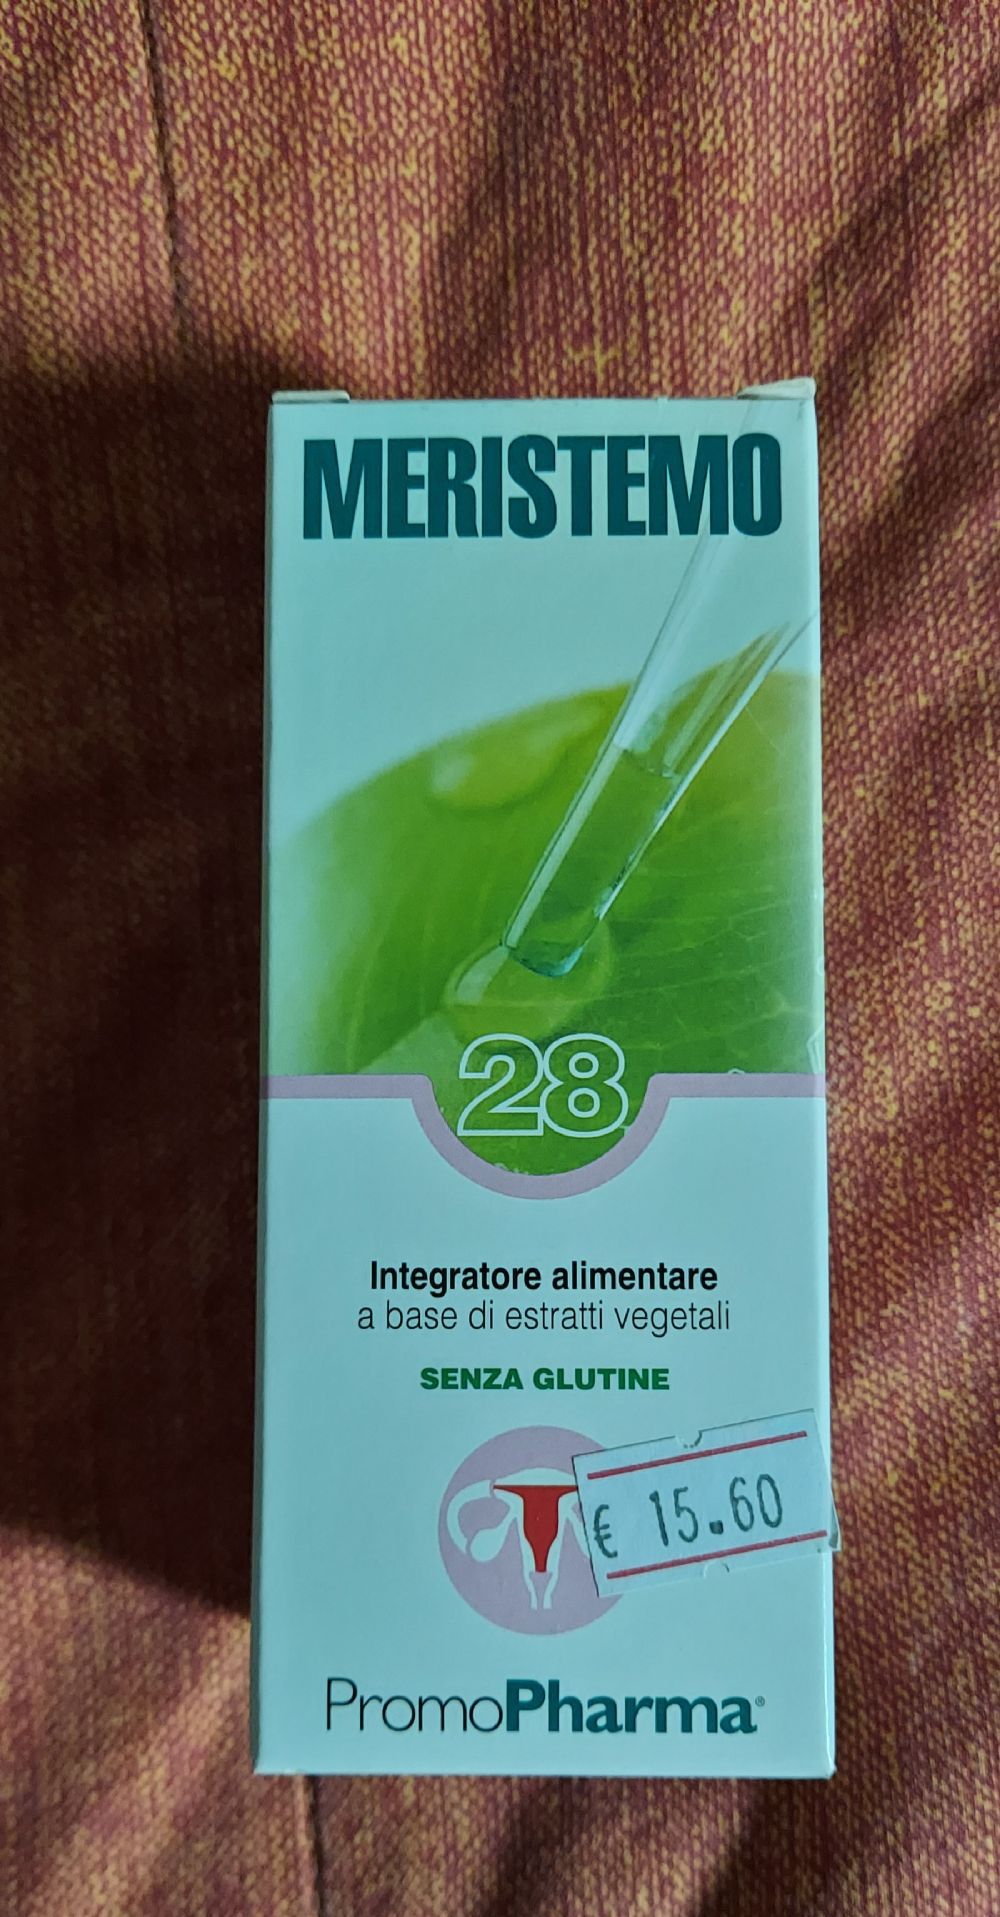 MERISTEMO
28
Integratore alimentare
a base di estratti vegetali
SENZA GLUTINE
€ 15.60
PromoPharma®